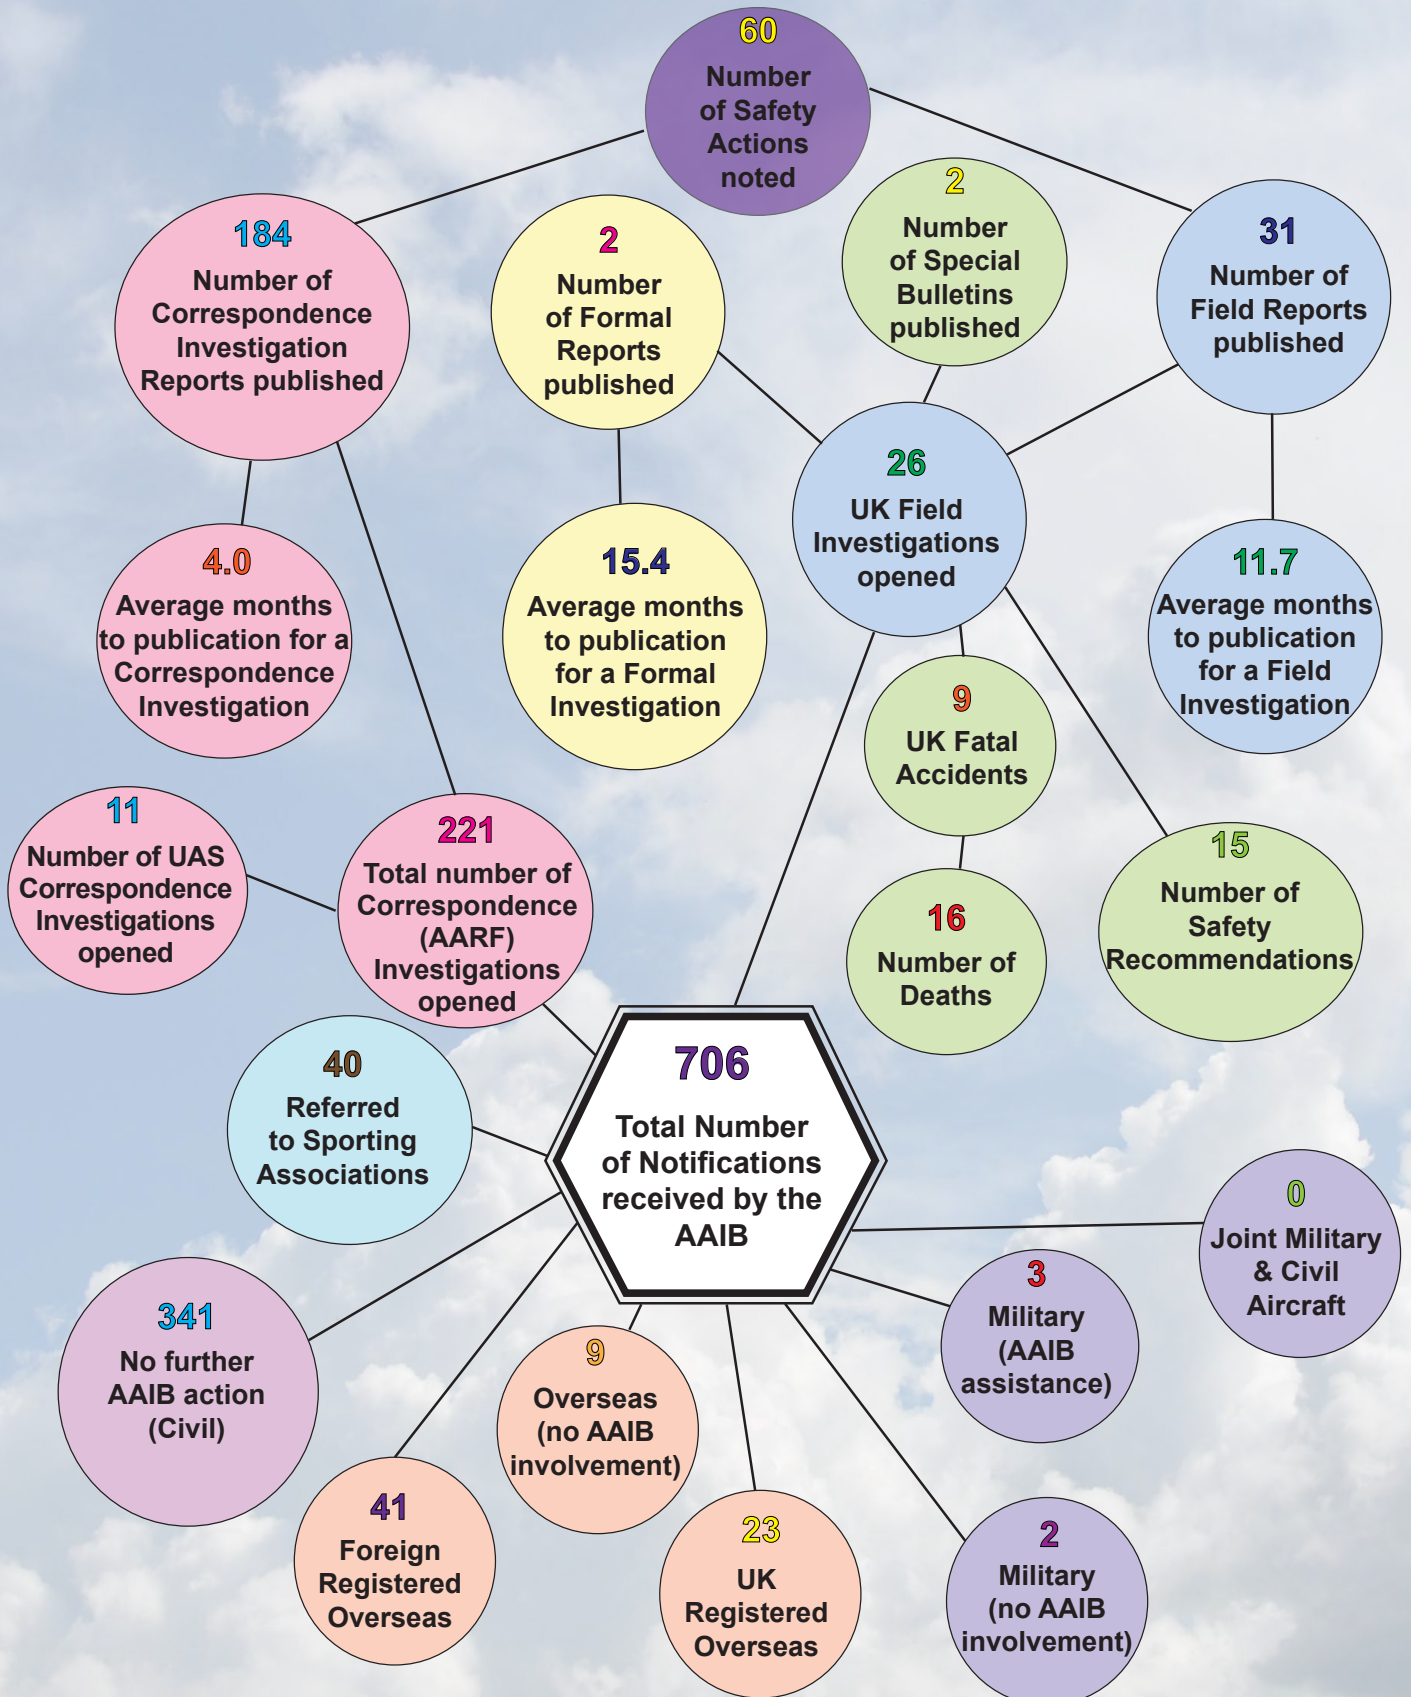 60
Number
of Safety
Actions
noted
184
Number of
Correspondence
Investigation
Reports published
2
Number
of Formal
Reports
published
2
Number
of Special
Bulletins
published
31
Number of
Field Reports
published
26
UK Field
Investigations
opened
4.0
Average months
to publication for a
Correspondence
Investigation
15.4
Average months
to publication
for a Formal
Investigation
11.7
Average months
to publication
for a Field
Investigation
9
UK Fatal
Accidents
11
Number of UAS
Correspondence
Investigations
opened
221
Total number of
Correspondence
(AARF)
Investigations
opened
16
Number of
Deaths
15
Number of
Safety
Recommendations
40
Referred
to Sporting
Associations
706
Total Number
of Notifications
received by the
AAIB
0
Joint Military
& Civil
Aircraft
3
Military
(AAIB
assistance)
341
No further
AAIB action
(Civil)
9
Overseas
(no AAIB
involvement)
41
Foreign
Registered
Overseas
23
UK
Registered
Overseas
2
Military
(no AAIB
involvement)